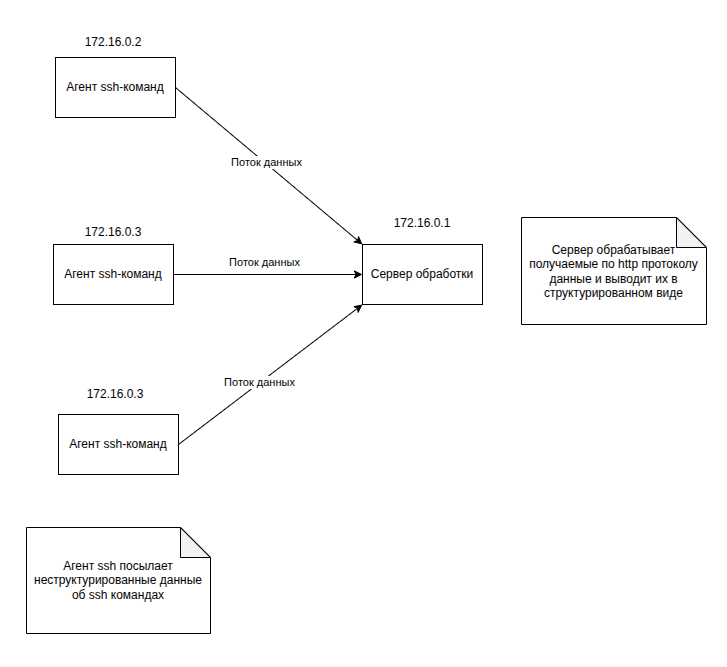 172.16.0.2
Агент ssh-команд
Поток данных
172.16.0.3
Агент ssh-команд
Поток данных
172.16.0.1
Сервер обработки
Сервер обрабатывает
получаемые по http протоколу
данные и выводит их в
структурированном виде
Поток данных
172.16.0.3
Агент ssh-команд
Агент ssh посылает
неструктурированные данные
об ssh командах